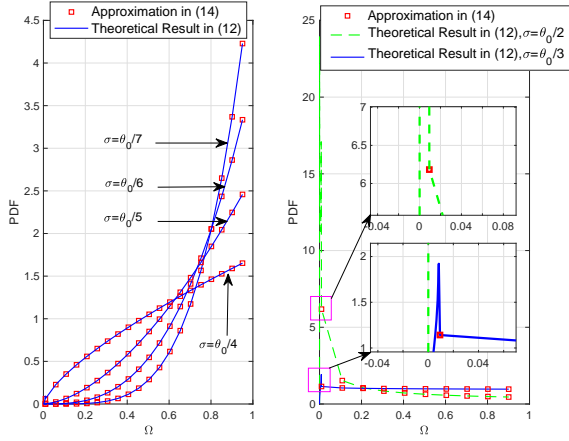 Approximation in (14)
Theoretical Result in (12)
4.5
4
3.5
3
2.5
2
1.5
1
0.5
0
PDF
σ=θ0/7
σ=θ0/6
σ=θ0/5
σ=θ0/4
0 0.2 0.4 0.6 0.8 1
Ω
Approximation in (14)
Theoretical Result in (12),σ=θ0/2
Theoretical Result in (12),σ=θ0/3
25
20
15
10
5
0
PDF
7
6.5
6
-0.04 0 0.04 0.08
2
1.5
1
-0.04 0 0.04
0 0.2 0.4 0.6 0.8 1
Ω